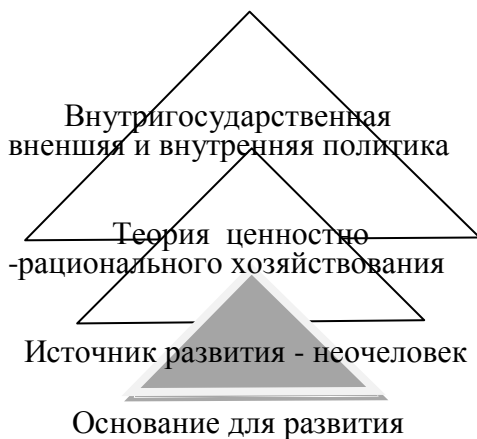 Внутригосударственная
внешняя и внутренняя политика
Теория ценностно
-рационального хозяйствования
Источник развития - неочеловек
Основание для развития